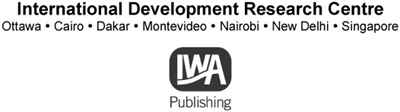 International Development Research Centre
Ottawa • Cairo • Dakar • Montevideo • Nairobi • New Delhi • Singapore
IWA
Publishing